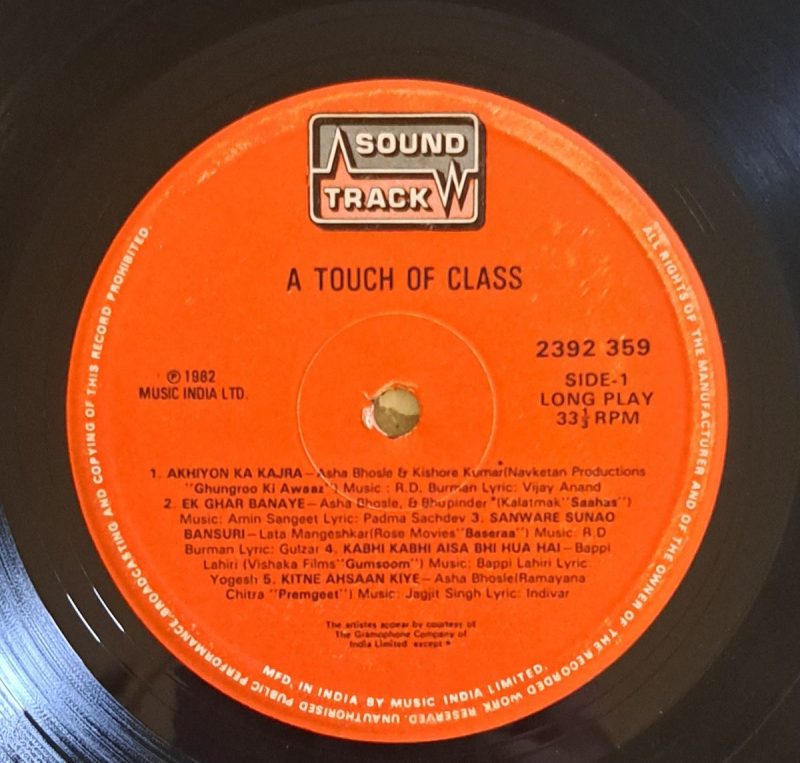 SOUND
TRACK
A TOUCH OF CLASS
2392 359
℗ 1982
MUSIC INDIA LTD.
SIDE-1
LONG PLAY
33⅓ RPM
1. AKHIYON KA KAJRA—Asha Bhosle & Kishore Kumar*(Navketan Productions
"Ghungroo Ki Awaaz") Music : R.D. Burman Lyric: Vijay Anand
2. EK GHAR BANAYE—Asha Bhosle, & Bhupinder*(Kalatmak"Saahas")
Music: Amin Sangeet Lyric: Padma Sachdev 3. SANWARE SUNAO
BANSURI—Lata Mangeshkar(Rose Movies"Baseraa") Music: R.D
Burman Lyric: Gulzar 4. KABHI KABHI AISA BHI HUA HAI—Bappi
Lahiri (Vishaka Films"Gumsoom") Music: Bappi Lahiri Lyric:
Yogesh 5. KITNE AHSAAN KIYE—Asha Bhosle(Ramayana
Chitra "Premgeet") Music: Jagjit Singh Lyric: Indivar
The artistes appear by courtesy of
The Gramophone Company of
India Limited except*
MFD. IN INDIA BY MUSIC INDIA LIMITED.
ALL RIGHTS OF THE MANUFACTURER AND OF THE OWNER OF THE RECORDED WORK RESERVED. UNAUTHORISED PUBLIC PERFORMANCE. BROADCASTING AND COPYING OF THIS RECORD PROHIBITED